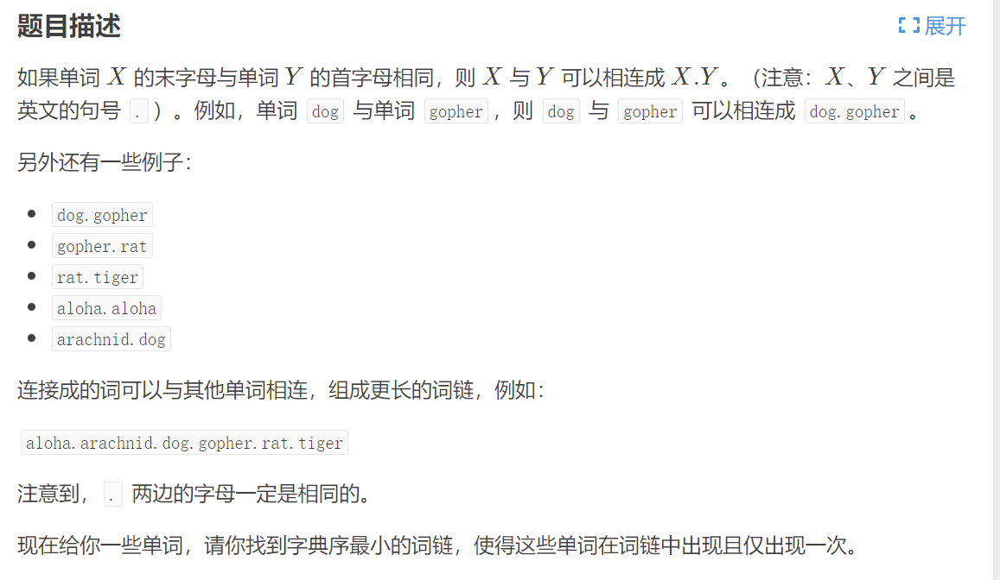 题目描述
展开
如果单词 X 的末字母与单词 Y 的首字母相同，则 X 与 Y 可以相连成 X.Y。（注意：X、Y 之间是
英文的句号 .）。例如，单词 dog 与单词 gopher，则 dog 与 gopher 可以相连成 dog.gopher。
另外还有一些例子：
• dog.gopher
• gopher.rat
• rat.tiger
• aloha.aloha
• arachnid.dog
连接成的词可以与其他单词相连，组成更长的词链，例如：
aloha.arachnid.dog.gopher.rat.tiger
注意到，. 两边的字母一定是相同的。
现在给你一些单词，请你找到字典序最小的词链，使得这些单词在词链中出现且仅出现一次。